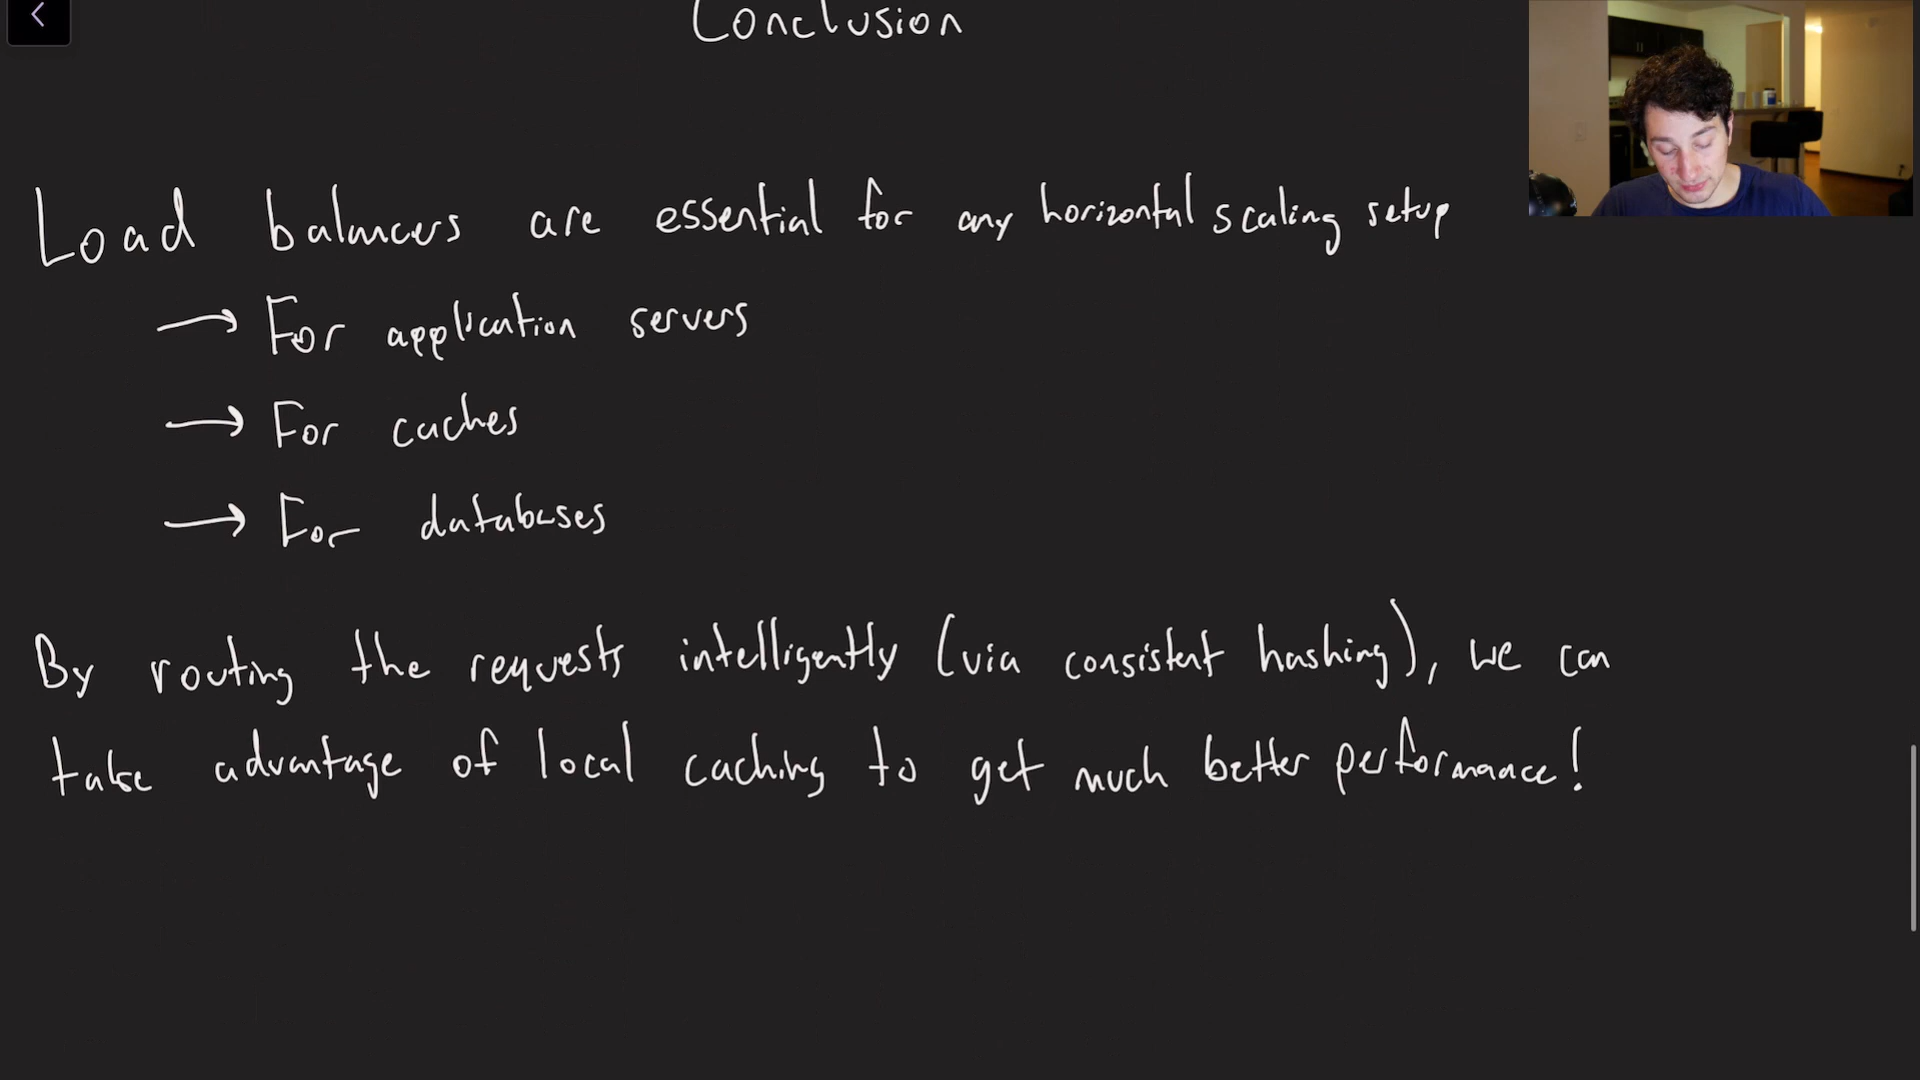 Conclusion
Load balancers are essential for any horizontal scaling setup
→ For application servers
→ For caches
→ For databases
By routing the requests intelligently (via consistent hashing), we can
take advantage of local caching to get much better performance!